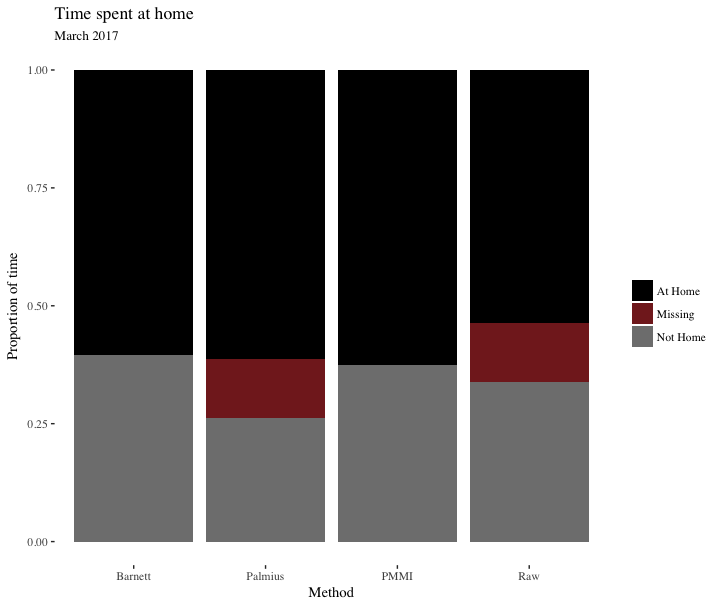 Time spent at home
March 2017
Proportion of time
1.00
0.75
0.50
0.25
0.00
Barnett
Palmius
PMMI
Raw
Method
At Home
Missing
Not Home